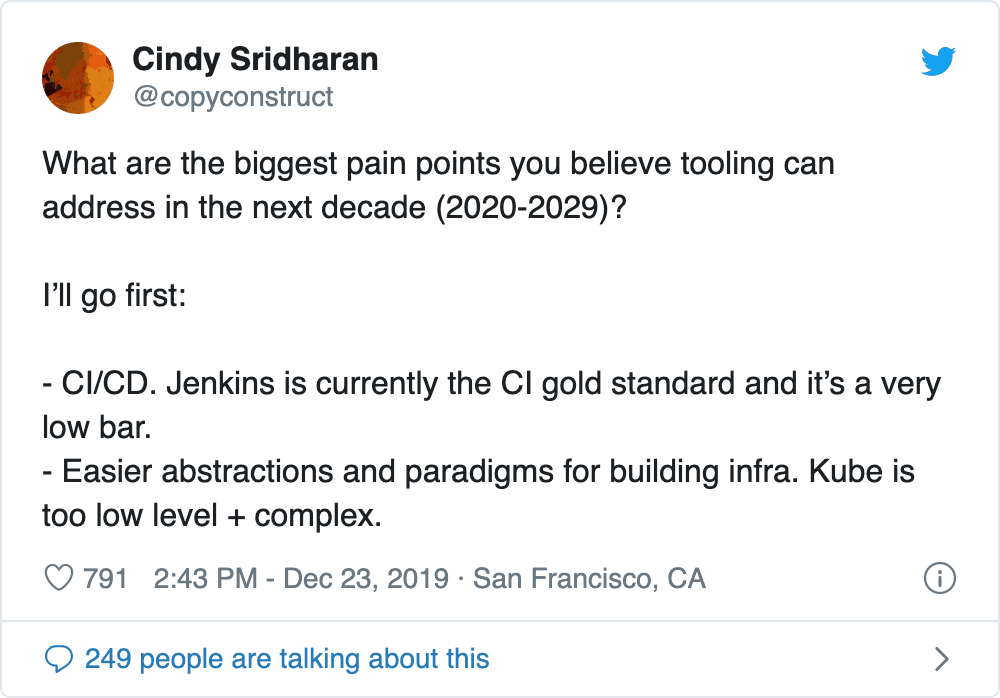 Cindy Sridharan
@copyconstruct
What are the biggest pain points you believe tooling can
address in the next decade (2020-2029)?
I’ll go first:
- CI/CD. Jenkins is currently the CI gold standard and it’s a very
low bar.
- Easier abstractions and paradigms for building infra. Kube is
too low level + complex.
791 2:43 PM - Dec 23, 2019 · San Francisco, CA
249 people are talking about this